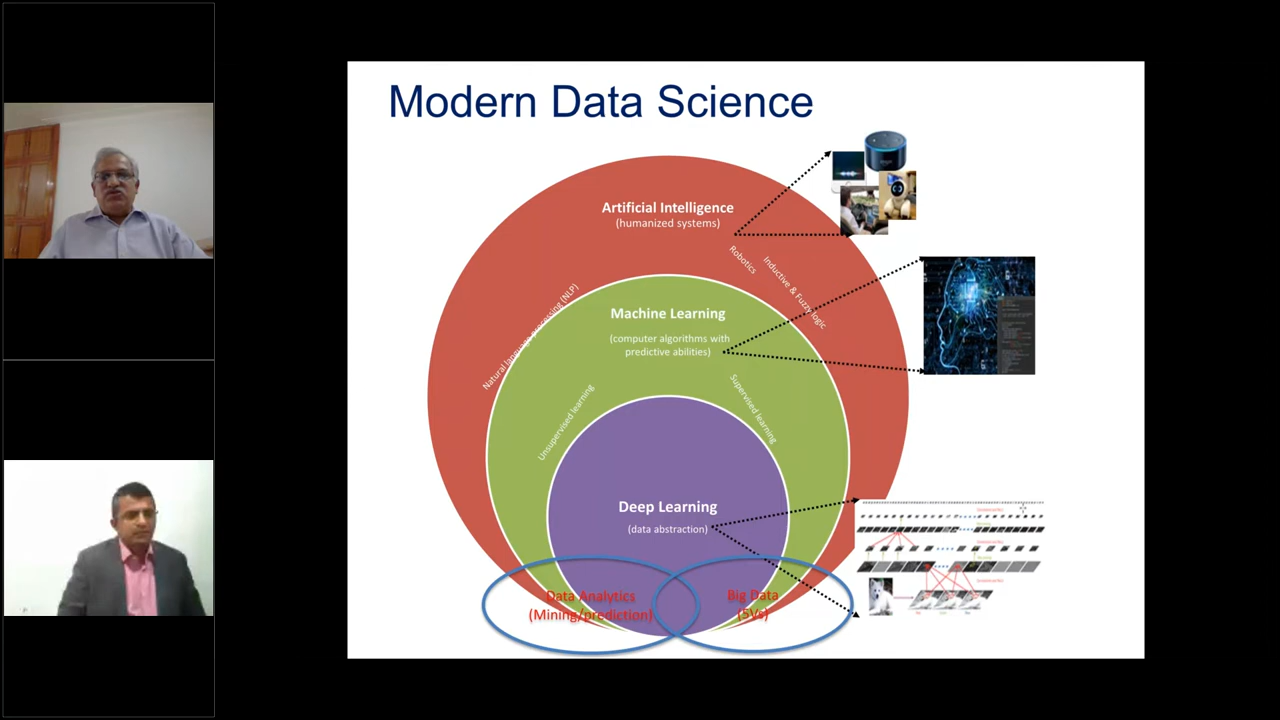 Modern Data Science
Artificial Intelligence
(humanized systems)
Robotics
Inductive & Fuzzy logic
Natural language processing (NLP)
Machine Learning
(computer algorithms with
predictive abilities)
Unsupervised learning
Supervised learning
Deep Learning
(data abstraction)
Data Analytics
(Mining/prediction)
Big Data
(5Vs)